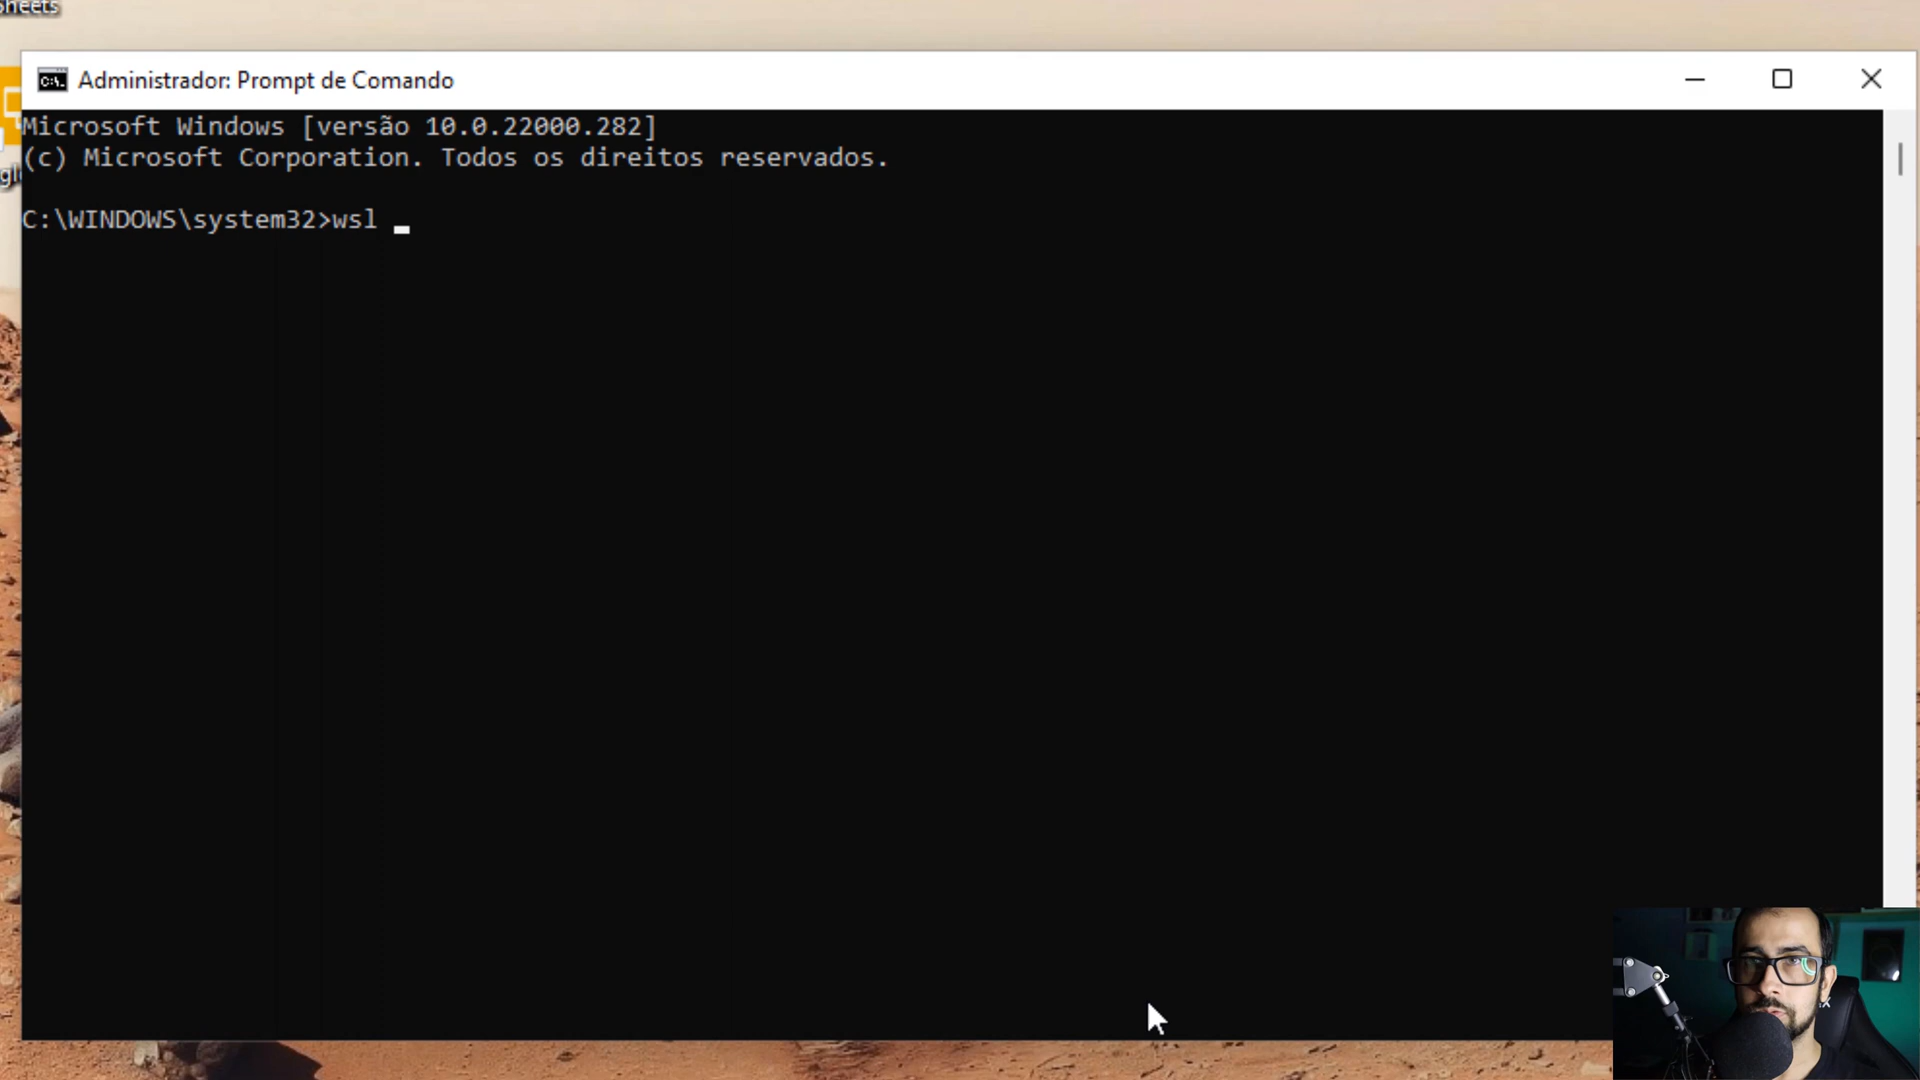 Sheets
Administrador: Prompt de Comando
Microsoft Windows [versão 10.0.22000.282]
(c) Microsoft Corporation. Todos os direitos reservados.
C:\WINDOWS\system32>wsl